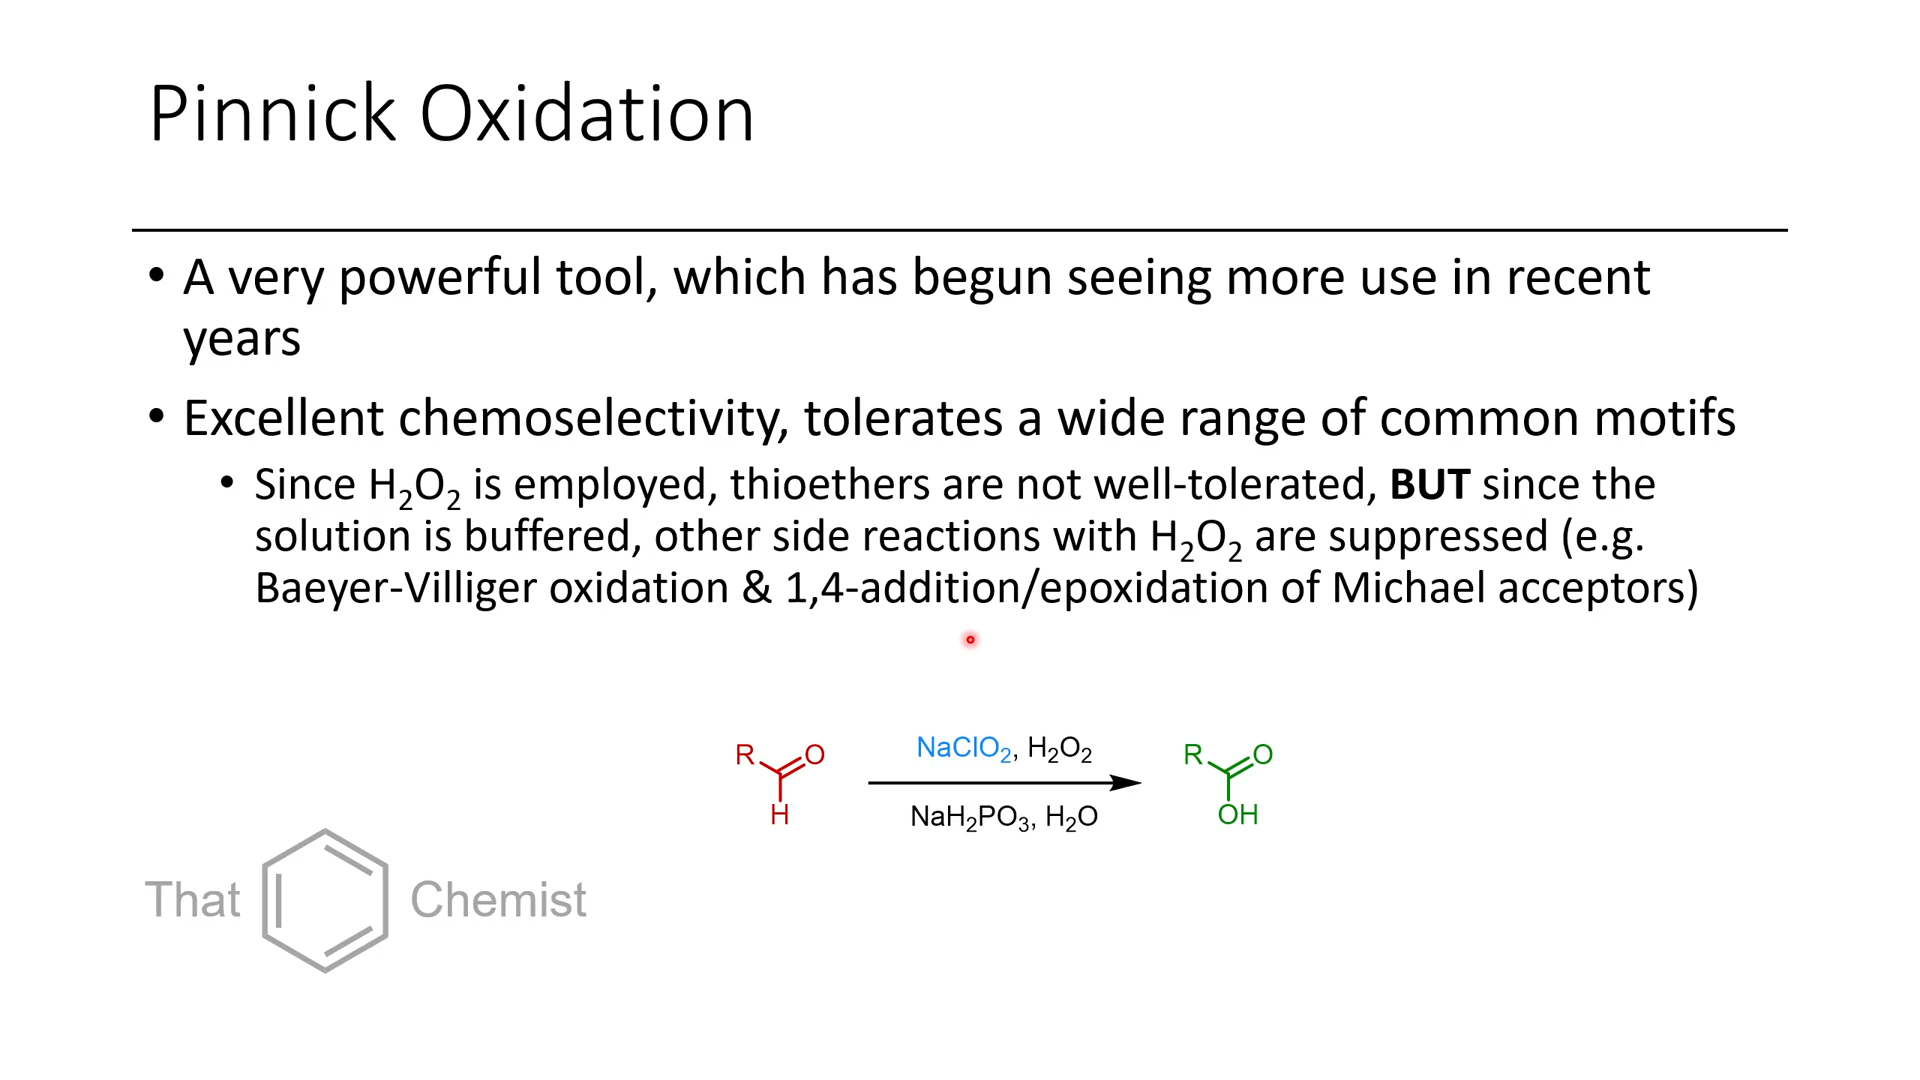 Pinnick Oxidation
• A very powerful tool, which has begun seeing more use in recent
years
• Excellent chemoselectivity, tolerates a wide range of common motifs
• Since H₂O₂ is employed, thioethers are not well-tolerated, BUT since the
solution is buffered, other side reactions with H₂O₂ are suppressed (e.g.
Baeyer-Villiger oxidation & 1,4-addition/epoxidation of Michael acceptors)
R O
H
NaClO₂, H₂O₂
NaH₂PO₃, H₂O
R O
OH
That Chemist